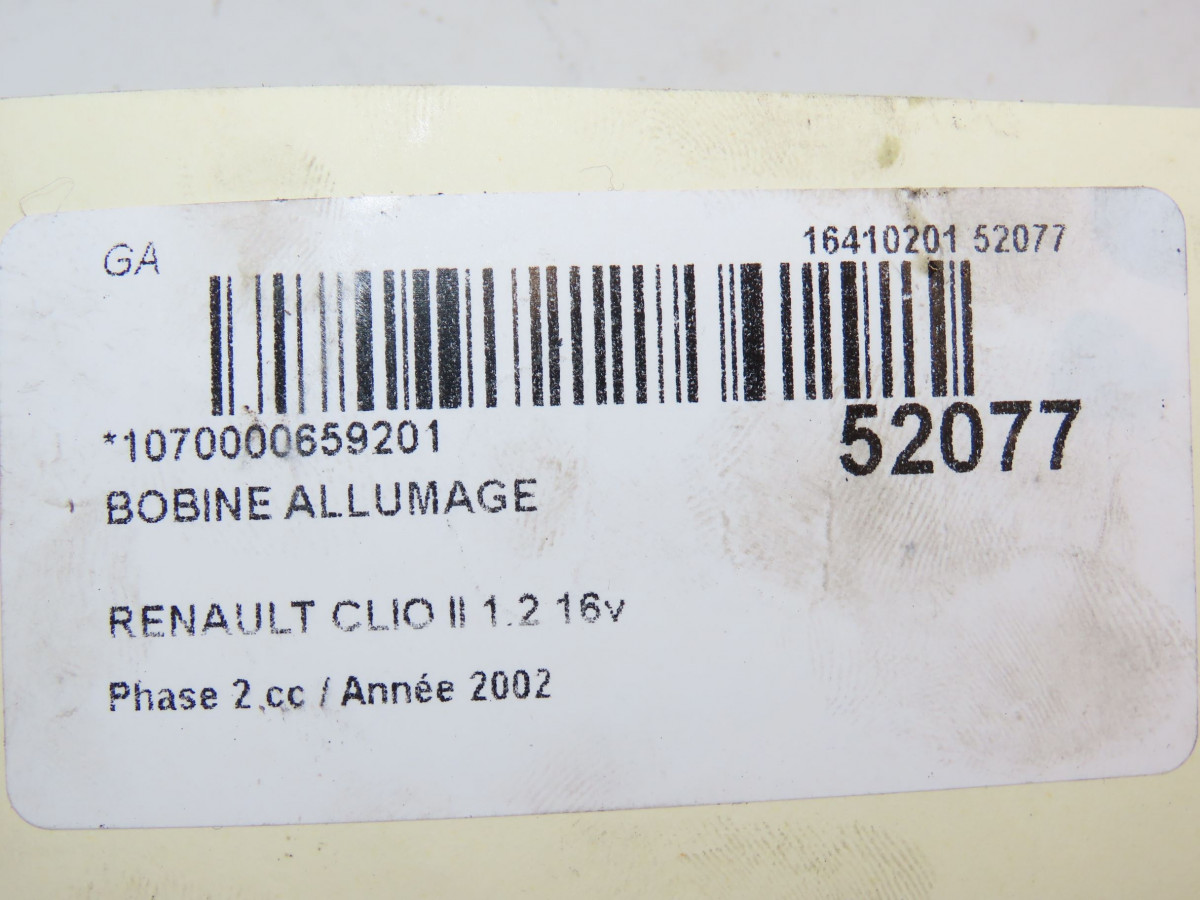 GA
16410201 52077
*1070000659201
52077
BOBINE ALLUMAGE
RENAULT CLIO II 1.2 16v
Phase 2 cc / Année 2002